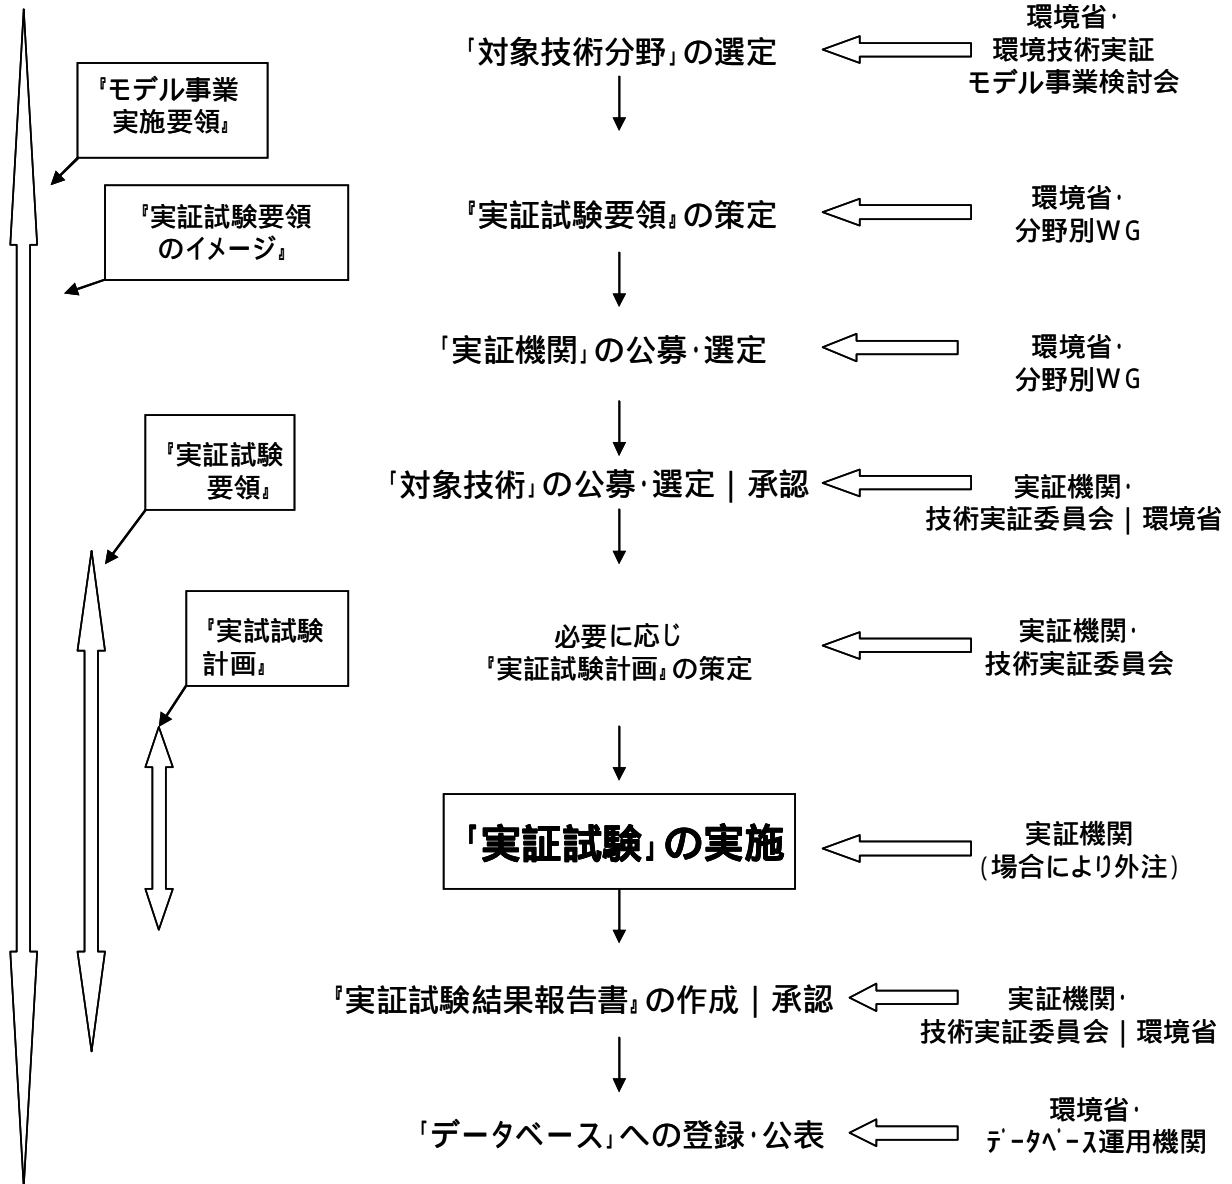 「対象技術分野」の選定
環境省・
環境技術実証
モデル事業検討会
『モデル事業
実施要領』
『実証試験要領
のイメージ』
『実証試験要領』の策定
環境省・
分野別WG
「実証機関」の公募・選定
環境省・
分野別WG
『実証試験
要領』
「対象技術」の公募・選定｜承認
実証機関・
技術実証委員会｜環境省
『実試試験
計画』
必要に応じ
『実証試験計画』の策定
実証機関・
技術実証委員会
「実証試験」の実施
実証機関
(場合により外注)
『実証試験結果報告書』の作成｜承認
実証機関・
技術実証委員会｜環境省
「データベース」への登録・公表
環境省・
ﾃﾞｰﾀﾍﾞｰｽ運用機関